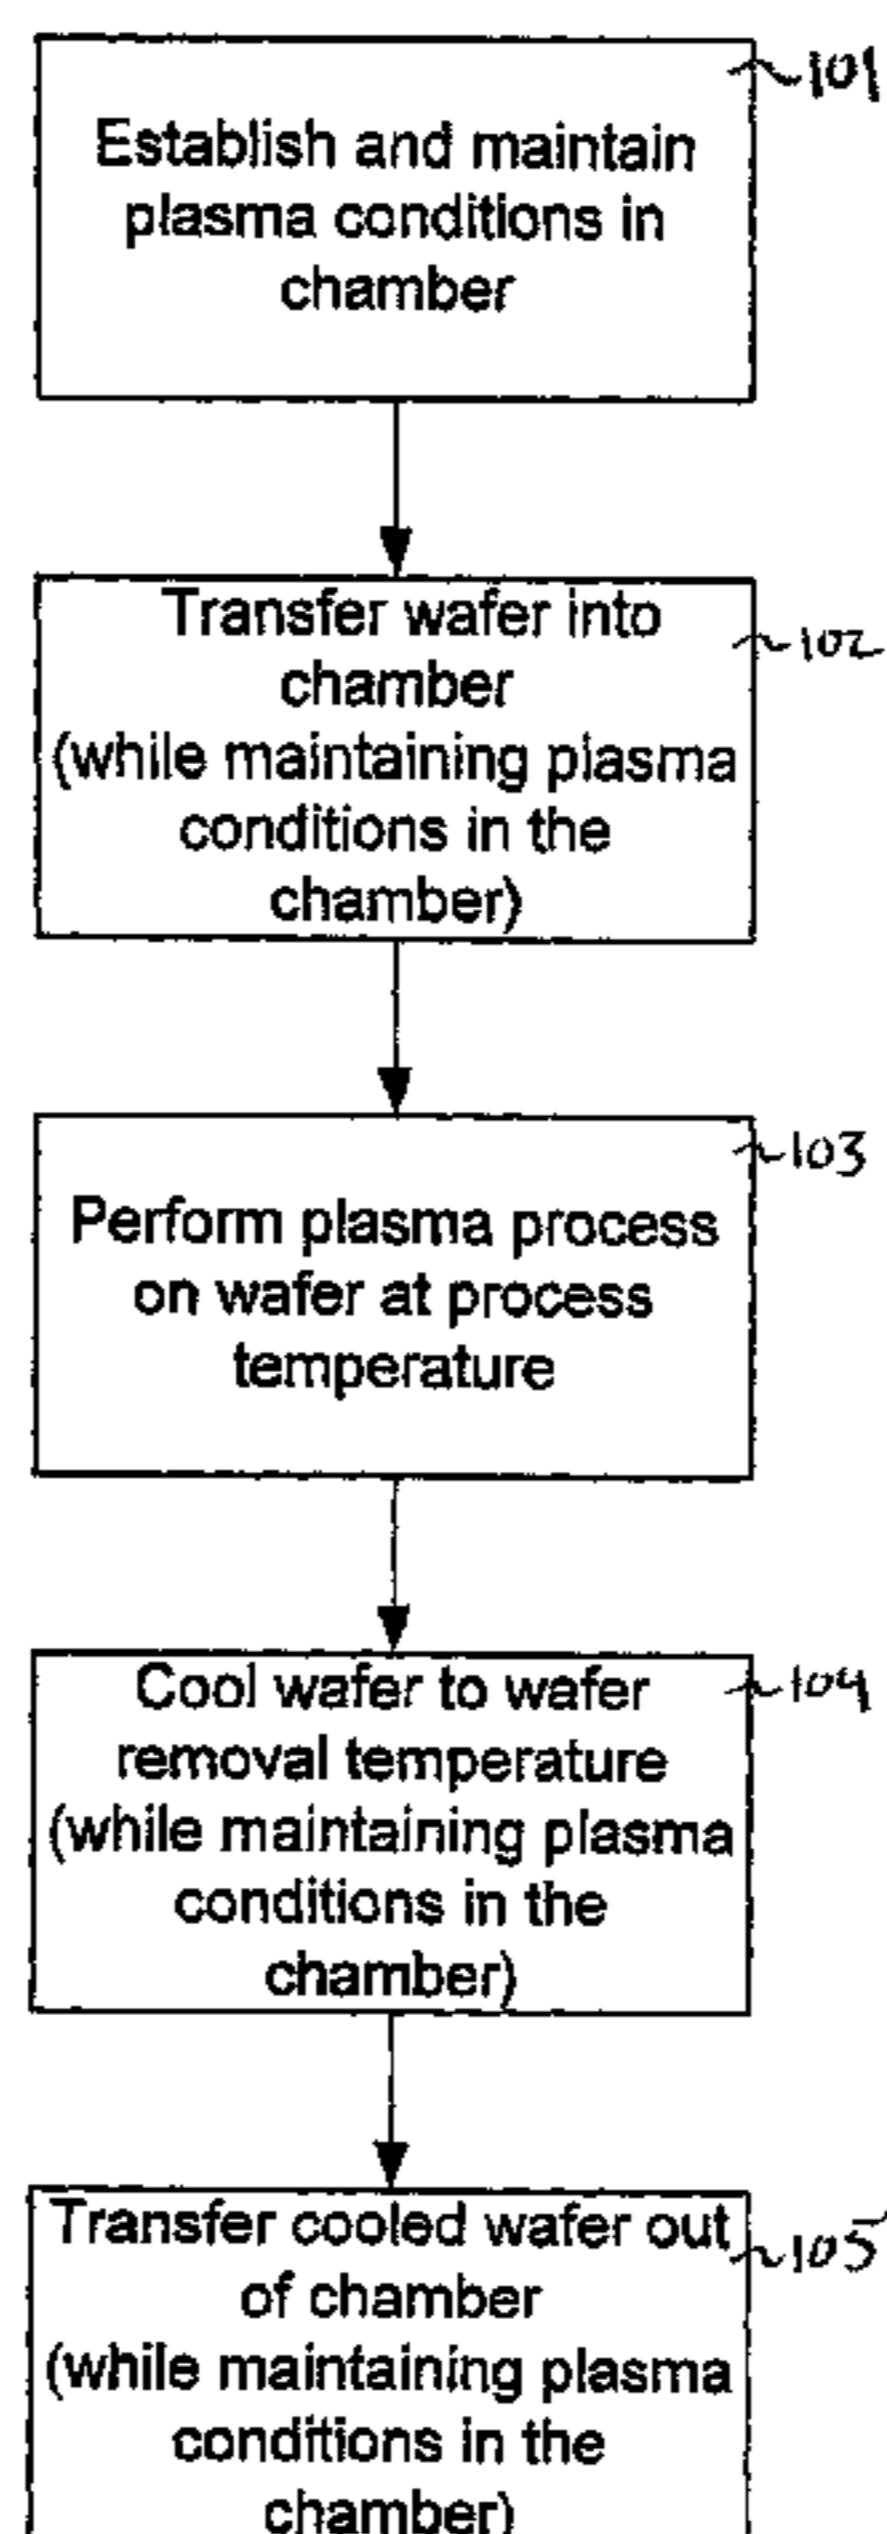 101
Establish and maintain
plasma conditions in
chamber
Transfer wafer into
102
chamber
(while maintaining plasma
conditions in the
chamber)
103
Perform plasma process
on wafer at process
temperature
Cool wafer to wafer
104
removal temperature
(while maintaining plasma
conditions in the
chamber)
Transfer cooled wafer out
105
of chamber
(while maintaining plasma
conditions in the
chamber)